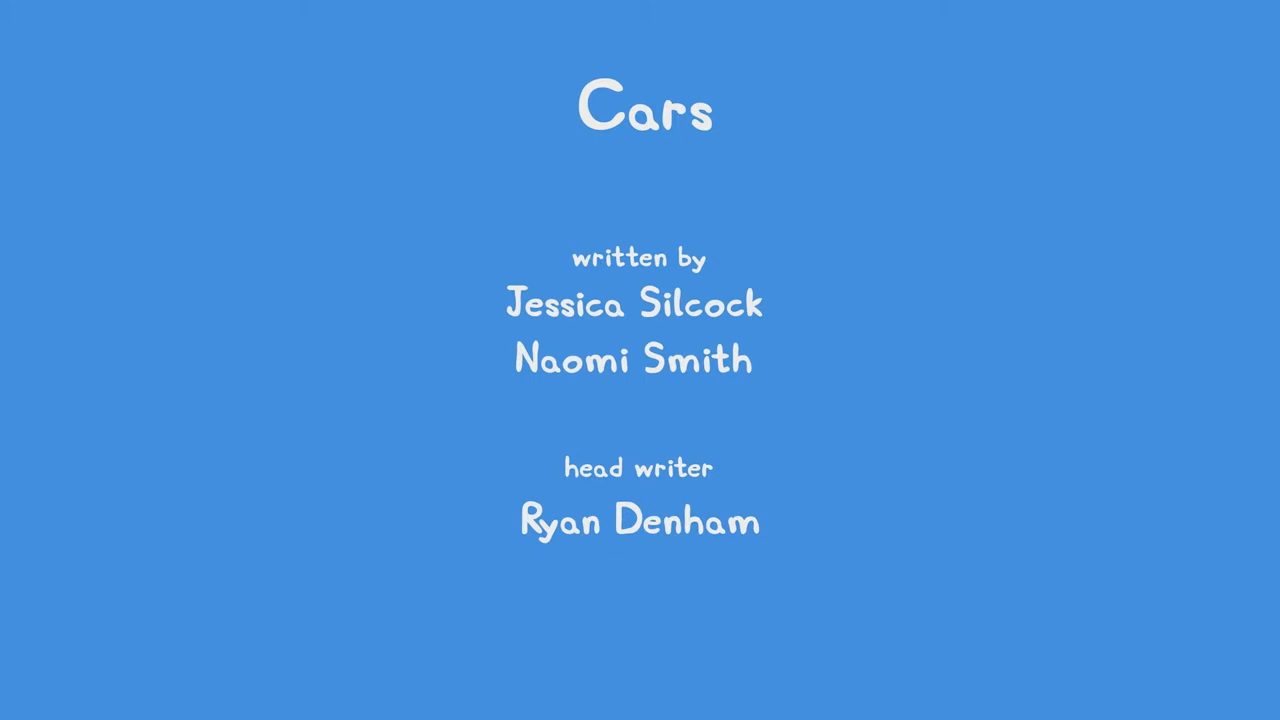 Cars
written by
Jessica Silcock
Naomi Smith
head writer
Ryan Denham